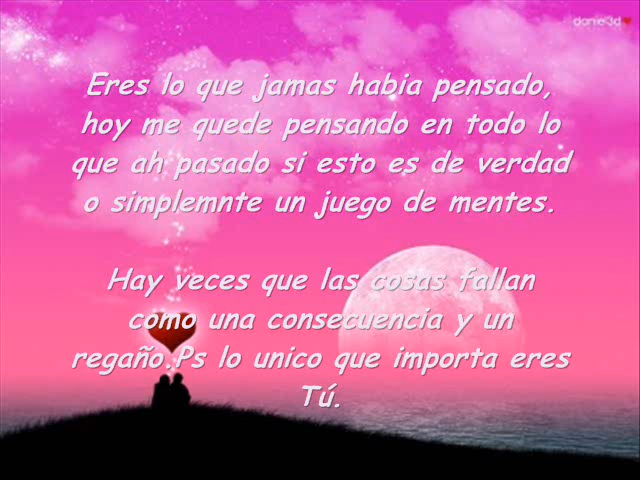 danie3d
Eres lo que jamas habia pensado,
hoy me quede pensando en todo lo
que ah pasado si esto es de verdad
o simplemnte un juego de mentes.
Hay veces que las cosas fallan
como una consecuencia y un
regaño.Ps lo unico que importa eres
Tú.